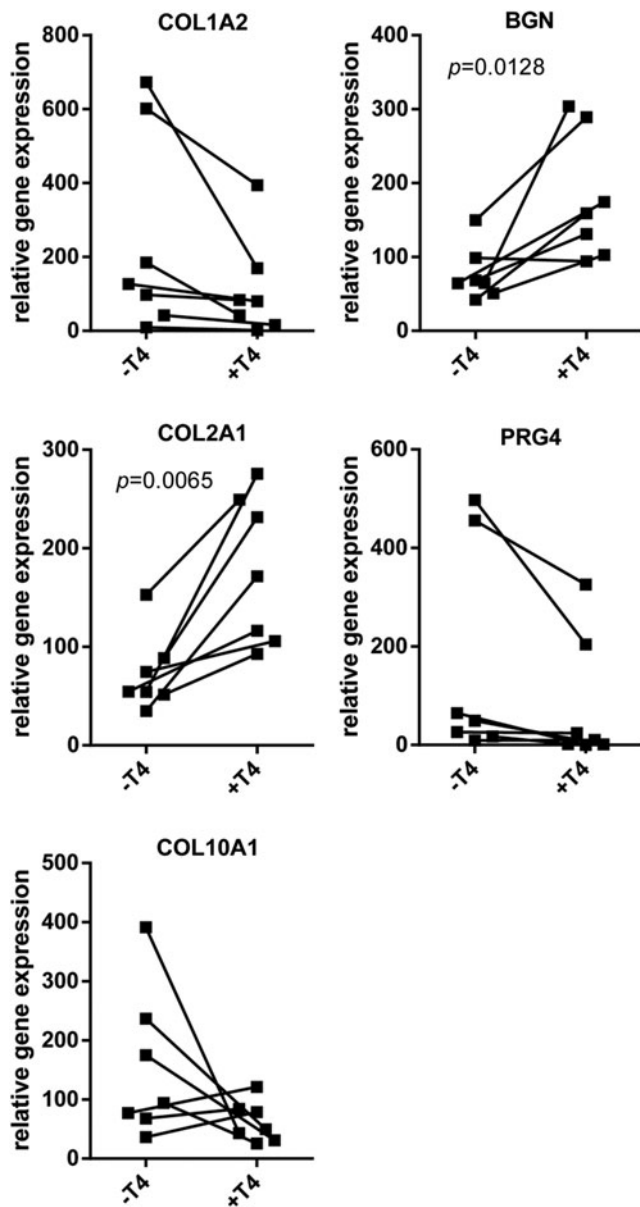 COL1A2
relative gene expression
800
600
400
200
0
-T4
+T4
BGN
p=0.0128
relative gene expression
400
300
200
100
0
-T4
+T4
COL2A1
p=0.0065
relative gene expression
300
200
100
0
-T4
+T4
PRG4
relative gene expression
600
400
200
0
-T4
+T4
COL10A1
relative gene expression
500
400
300
200
100
0
-T4
+T4